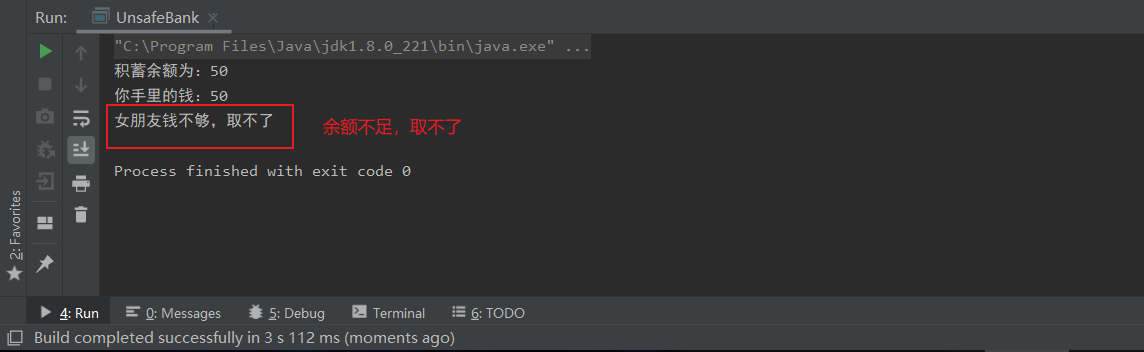 Run: UnsafeBank
"C:\Program Files\Java\jdk1.8.0_221\bin\java.exe" ...
积蓄余额为：50
你手里的钱：50
女朋友钱不够，取不了
余额不足，取不了
Process finished with exit code 0
2: Favorites
4: Run 0: Messages 5: Debug Terminal 6: TODO
Build completed successfully in 3 s 112 ms (moments ago)